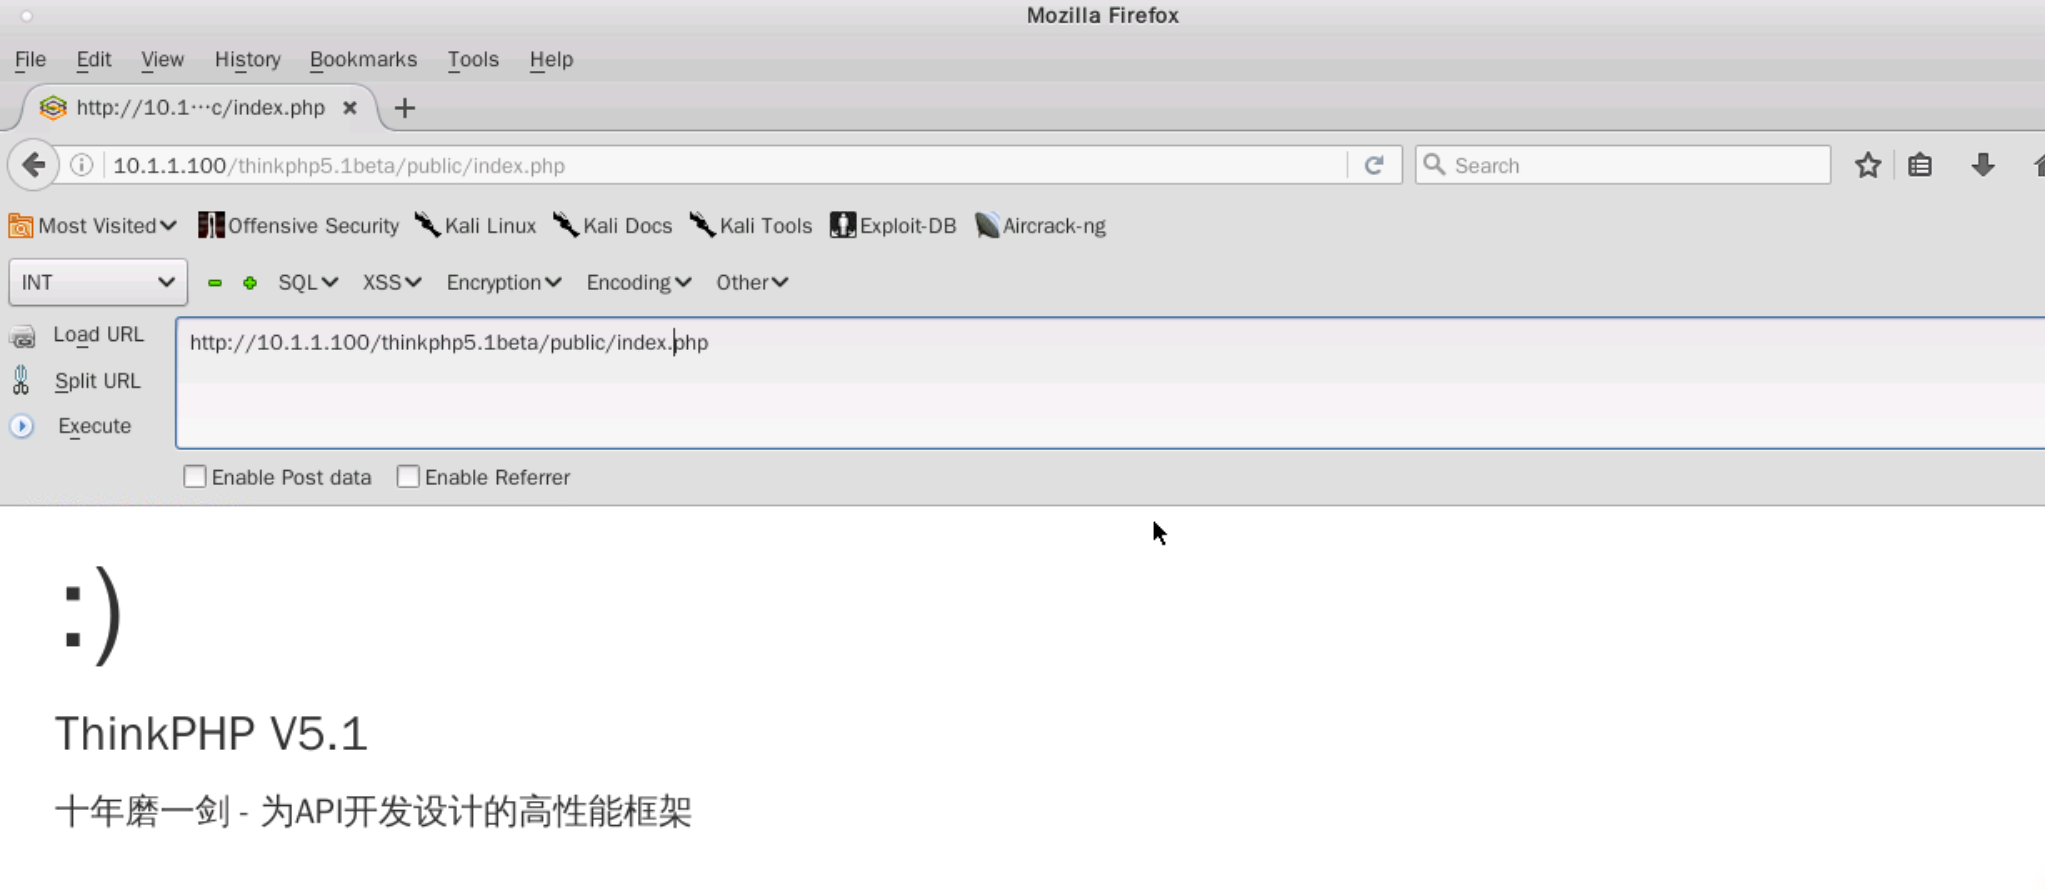 Mozilla Firefox
File Edit View History Bookmarks Tools Help
http://10.1···c/index.php
10.1.1.100/thinkphp5.1beta/public/index.php Search
Most Visited Offensive Security Kali Linux Kali Docs Kali Tools Exploit-DB Aircrack-ng
INT SQL XSS Encryption Encoding Other
Load URL http://10.1.1.100/thinkphp5.1beta/public/index.php
Split URL
Execute
Enable Post data Enable Referrer
:)
ThinkPHP V5.1
十年磨一剑 - 为API开发设计的高性能框架